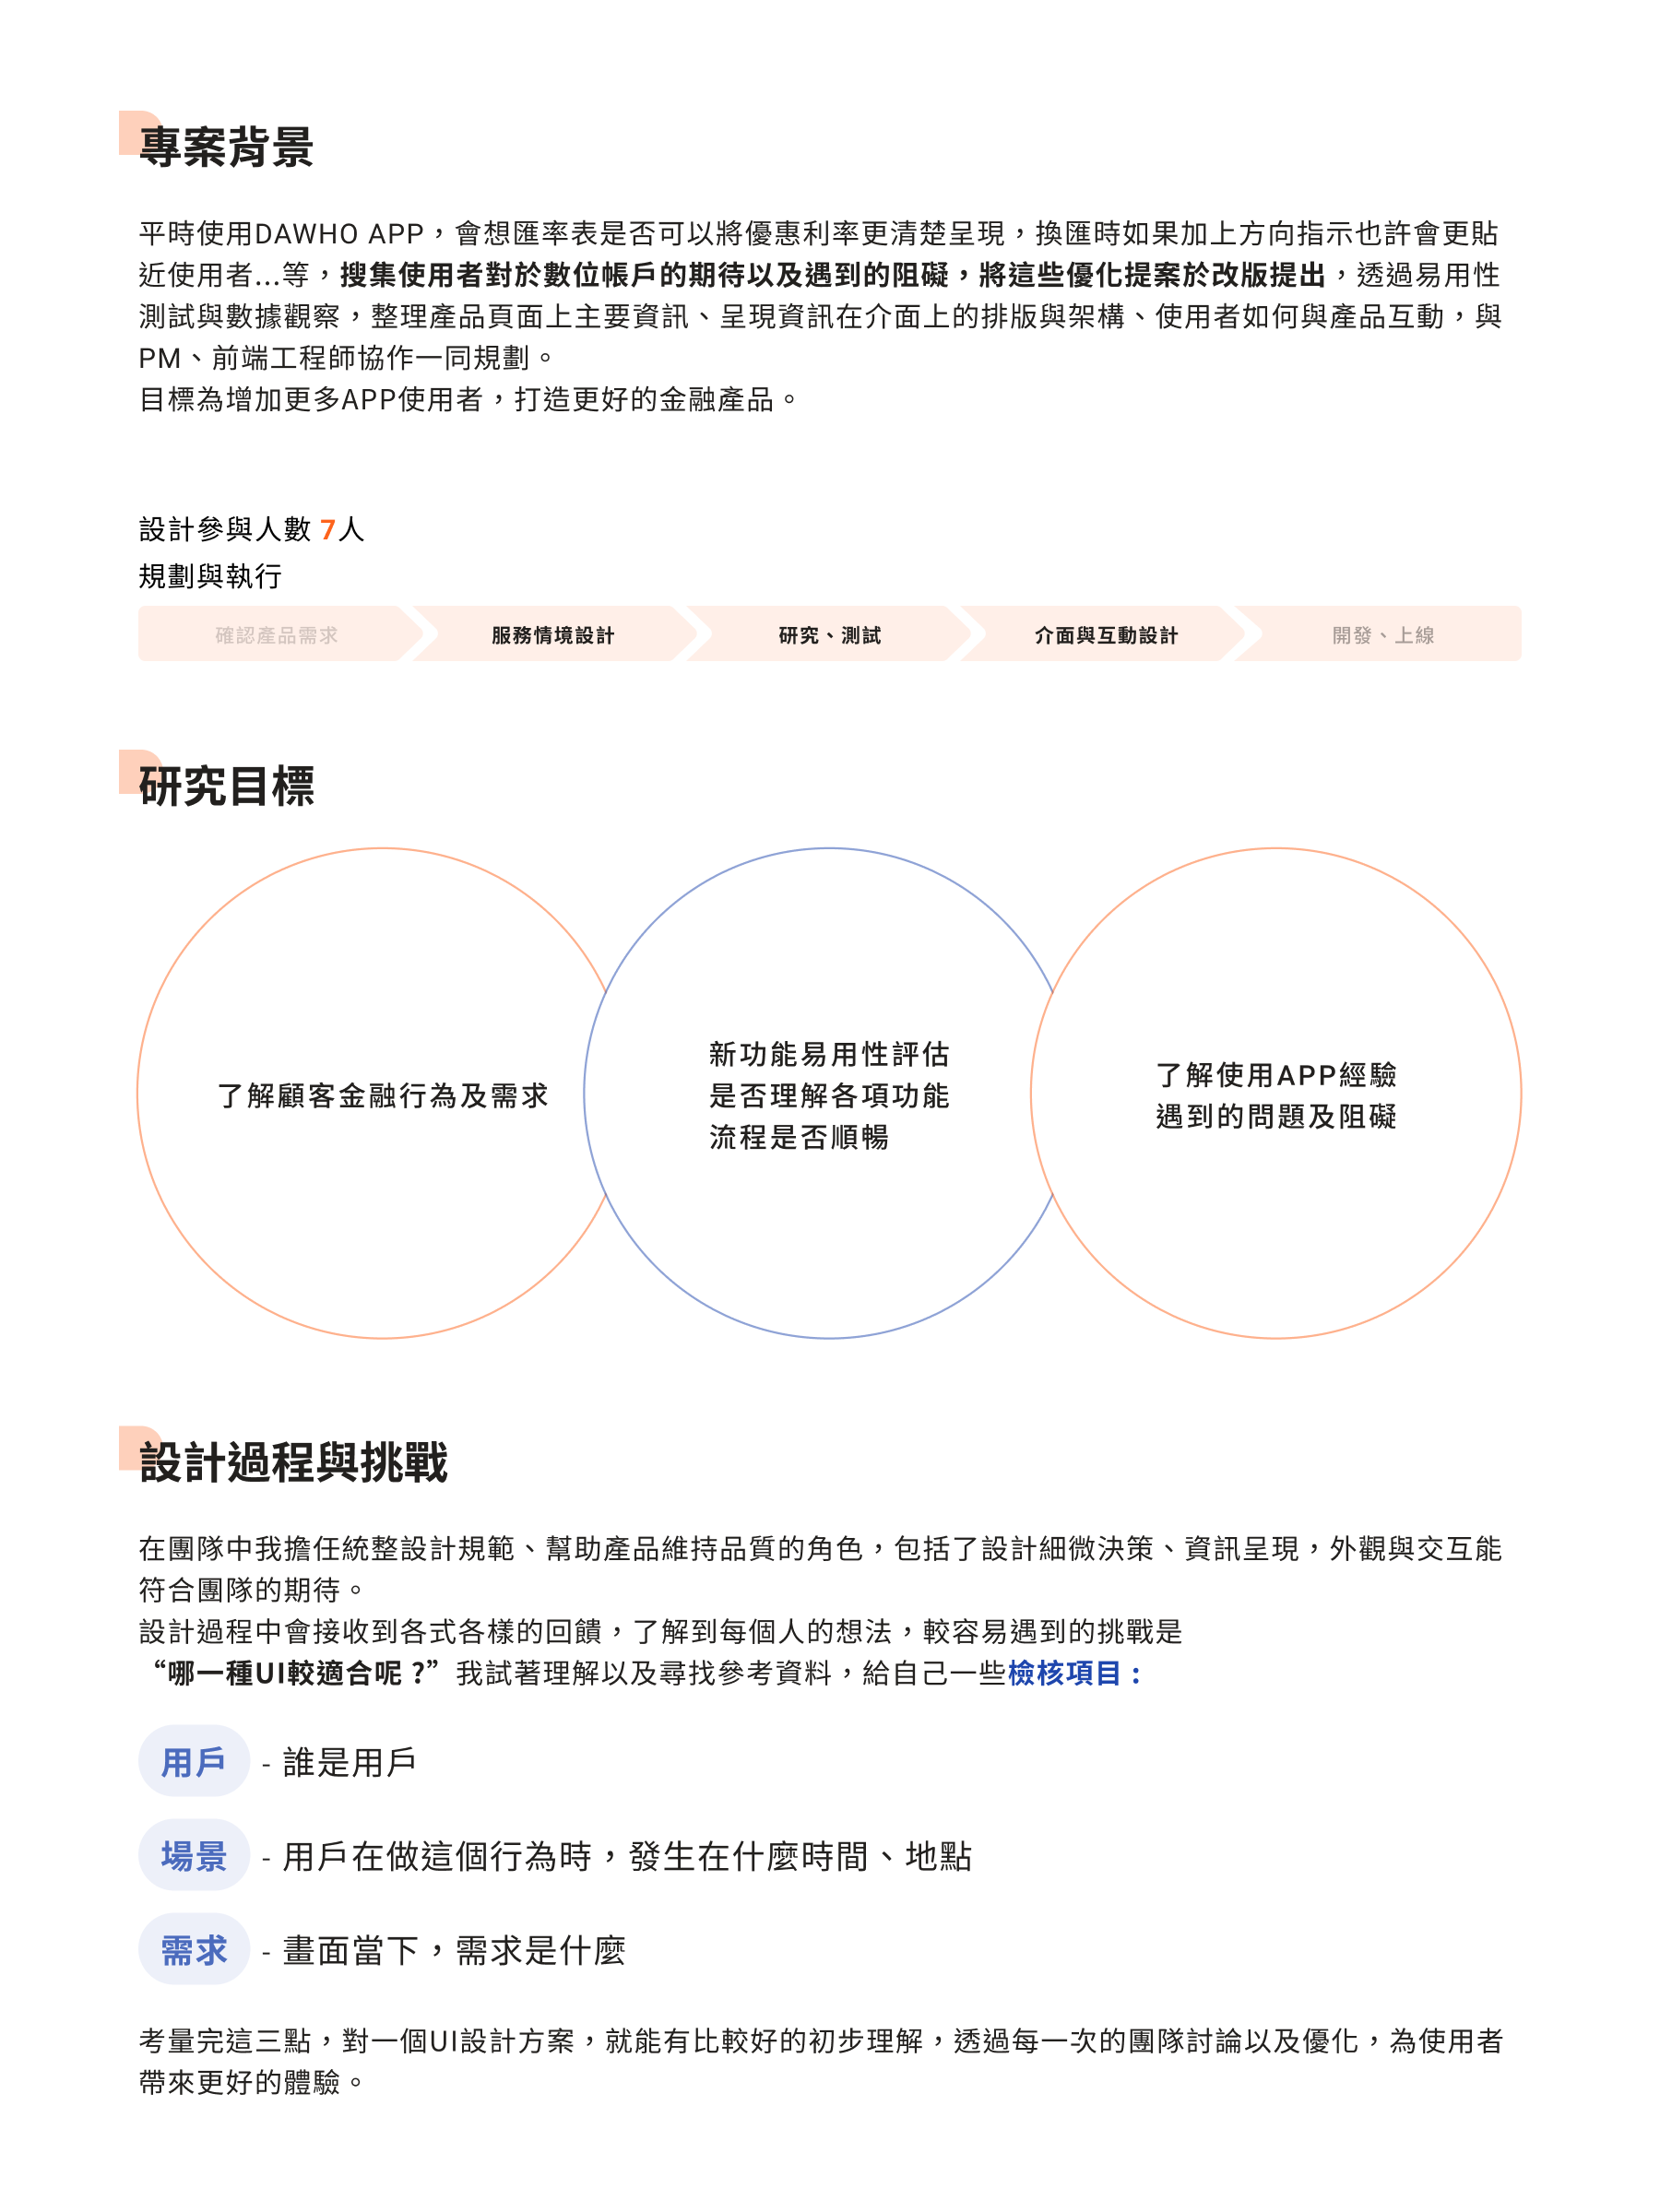 專案背景
平時使用DAWHO APP，會想匯率表是否可以將優惠利率更清楚呈現，換匯時如果加上方向指示也許會更貼
近使用者...等，搜集使用者對於數位帳戶的期待以及遇到的阻礙，將這些優化提案於改版提出，透過易用性
測試與數據觀察，整理產品頁面上主要資訊、呈現資訊在介面上的排版與架構、使用者如何與產品互動，與
PM、前端工程師協作一同規劃。
目標為增加更多APP使用者，打造更好的金融產品。
設計參與人數 7人
規劃與執行
確認產品需求
服務情境設計
研究、測試
介面與互動設計
開發、上線
研究目標
了解顧客金融行為及需求
新功能易用性評估
是否理解各項功能
流程是否順暢
了解使用APP經驗
遇到的問題及阻礙
設計過程與挑戰
在團隊中我擔任統整設計規範、幫助產品維持品質的角色，包括了設計細微決策、資訊呈現，外觀與交互能
符合團隊的期待。
設計過程中會接收到各式各樣的回饋，了解到每個人的想法，較容易遇到的挑戰是
“哪一種UI較適合呢 ?”我試著理解以及尋找參考資料，給自己一些檢核項目 :
用戶 - 誰是用戶
場景 - 用戶在做這個行為時，發生在什麼時間、地點
需求 - 畫面當下，需求是什麼
考量完這三點，對一個UI設計方案，就能有比較好的初步理解，透過每一次的團隊討論以及優化，為使用者
帶來更好的體驗。